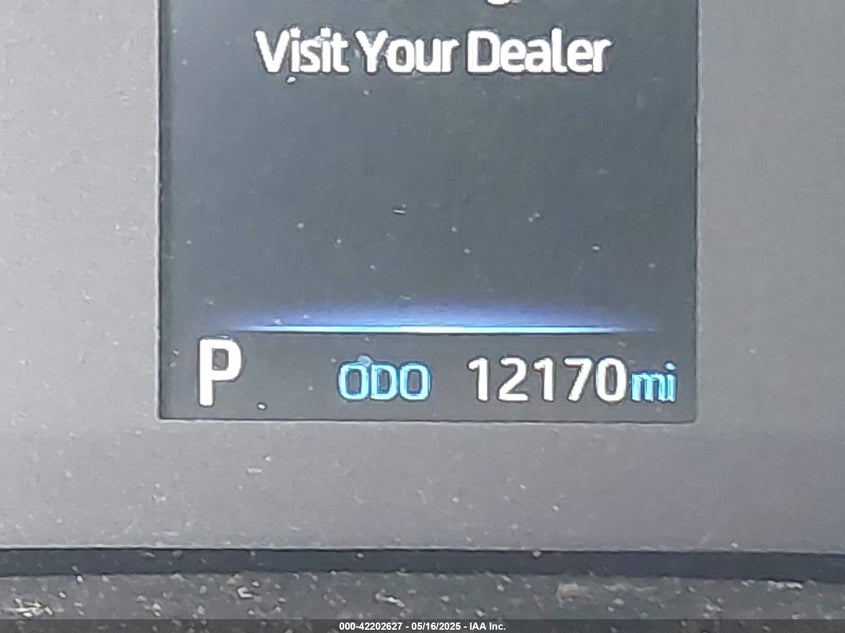 Visit Your Dealer
P ODO 12170mi
000-42202627 - 05/16/2025 - IAA Inc.